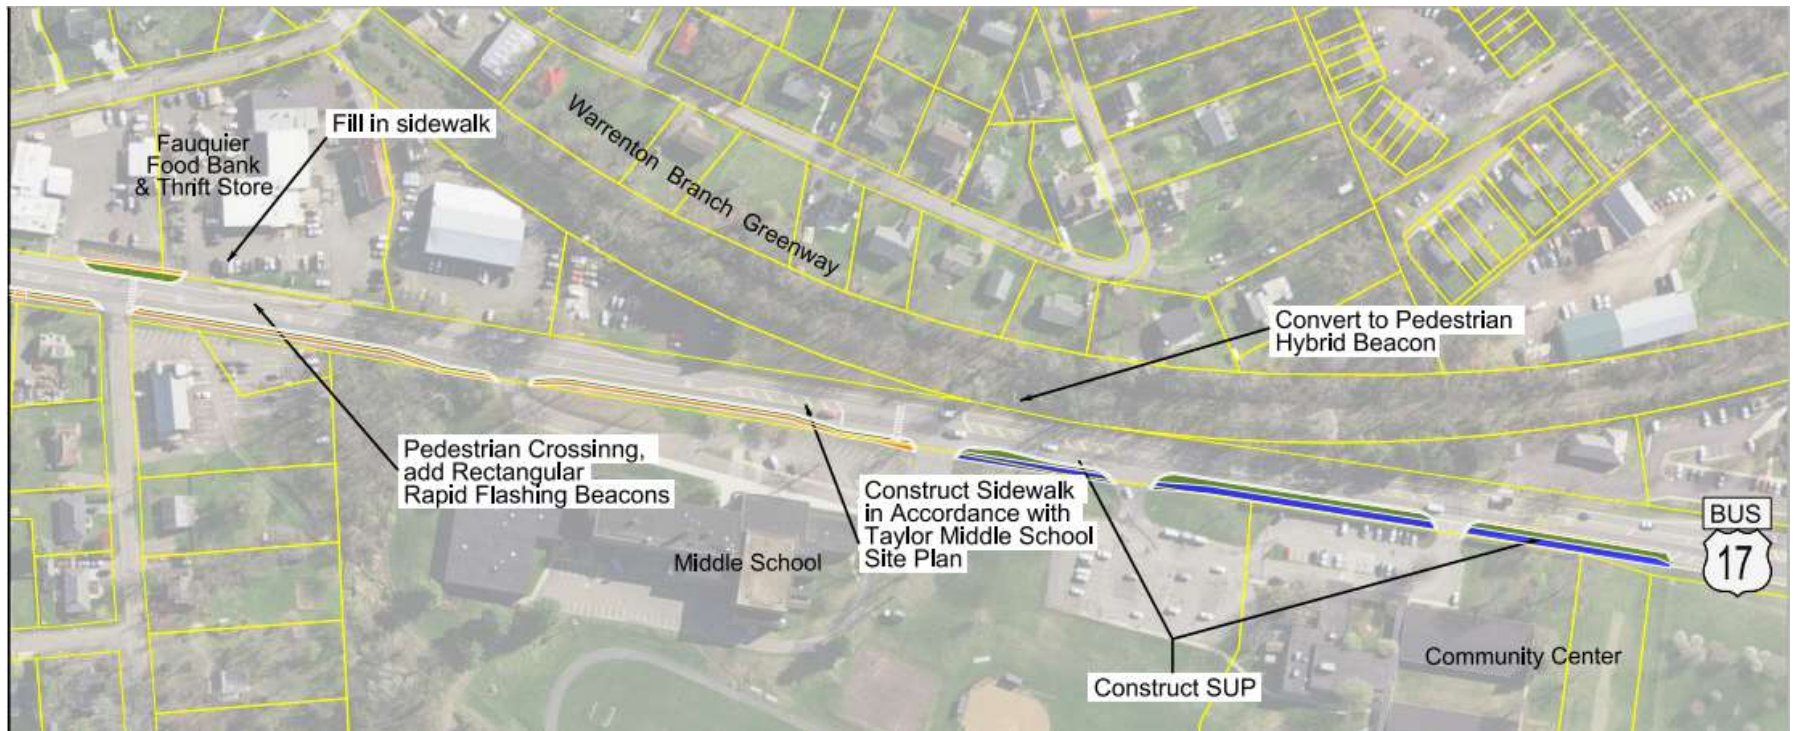 Fill in sidewalk
Fauquier
Food Bank
& Thrift Store
Warrenton Branch Greenway
Convert to Pedestrian
Hybrid Beacon
Pedestrian Crossinng,
add Rectangular
Rapid Flashing Beacons
Construct Sidewalk
in Accordance with
Taylor Middle School
Site Plan
Middle School
BUS
17
Community Center
Construct SUP